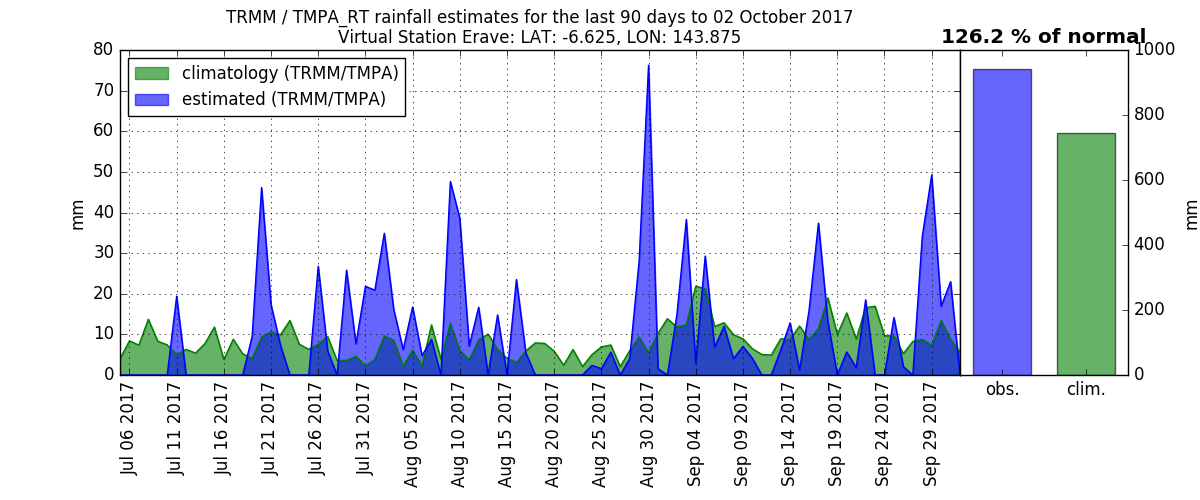 TRMM / TMPA_RT rainfall estimates for the last 90 days to 02 October 2017
Virtual Station Erave: LAT: -6.625, LON: 143.875
126.2 % of normal
climatology (TRMM/TMPA)
estimated (TRMM/TMPA)
80
70
60
50
40
30
20
10
0
mm
1000
800
600
400
200
0
mm
obs.
clim.
Jul 06 2017
Jul 11 2017
Jul 16 2017
Jul 21 2017
Jul 26 2017
Jul 31 2017
Aug 05 2017
Aug 10 2017
Aug 15 2017
Aug 20 2017
Aug 25 2017
Aug 30 2017
Sep 04 2017
Sep 09 2017
Sep 14 2017
Sep 19 2017
Sep 24 2017
Sep 29 2017